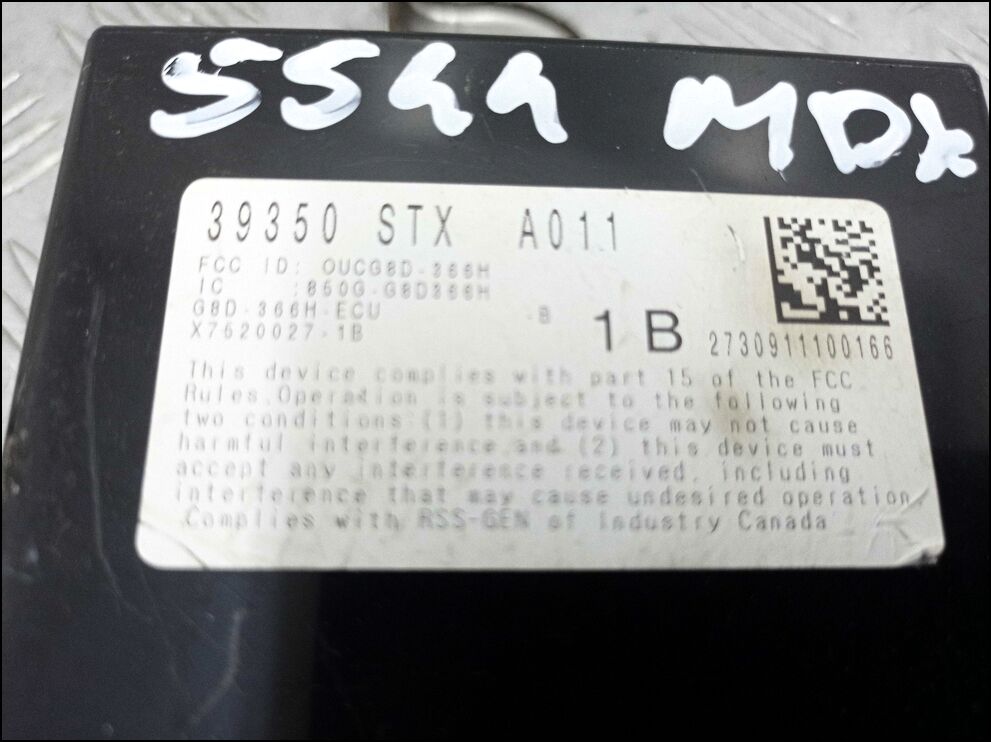 5544 MDX
39350 STX A011
FCC ID: OUCG8D-366H
IC :850G-G8D366H
G8D-366H-ECU
X7620027-1B
-B
1B
2730911100166
This device complies with part 15 of the FCC
Rules.Operation is subject to the following
two conditions:(1) this device may not cause
harmful interference and (2) this device must
accept any interference received, including
interference that may cause undesired operation.
Complies with RSS-GEN of Industry Canada